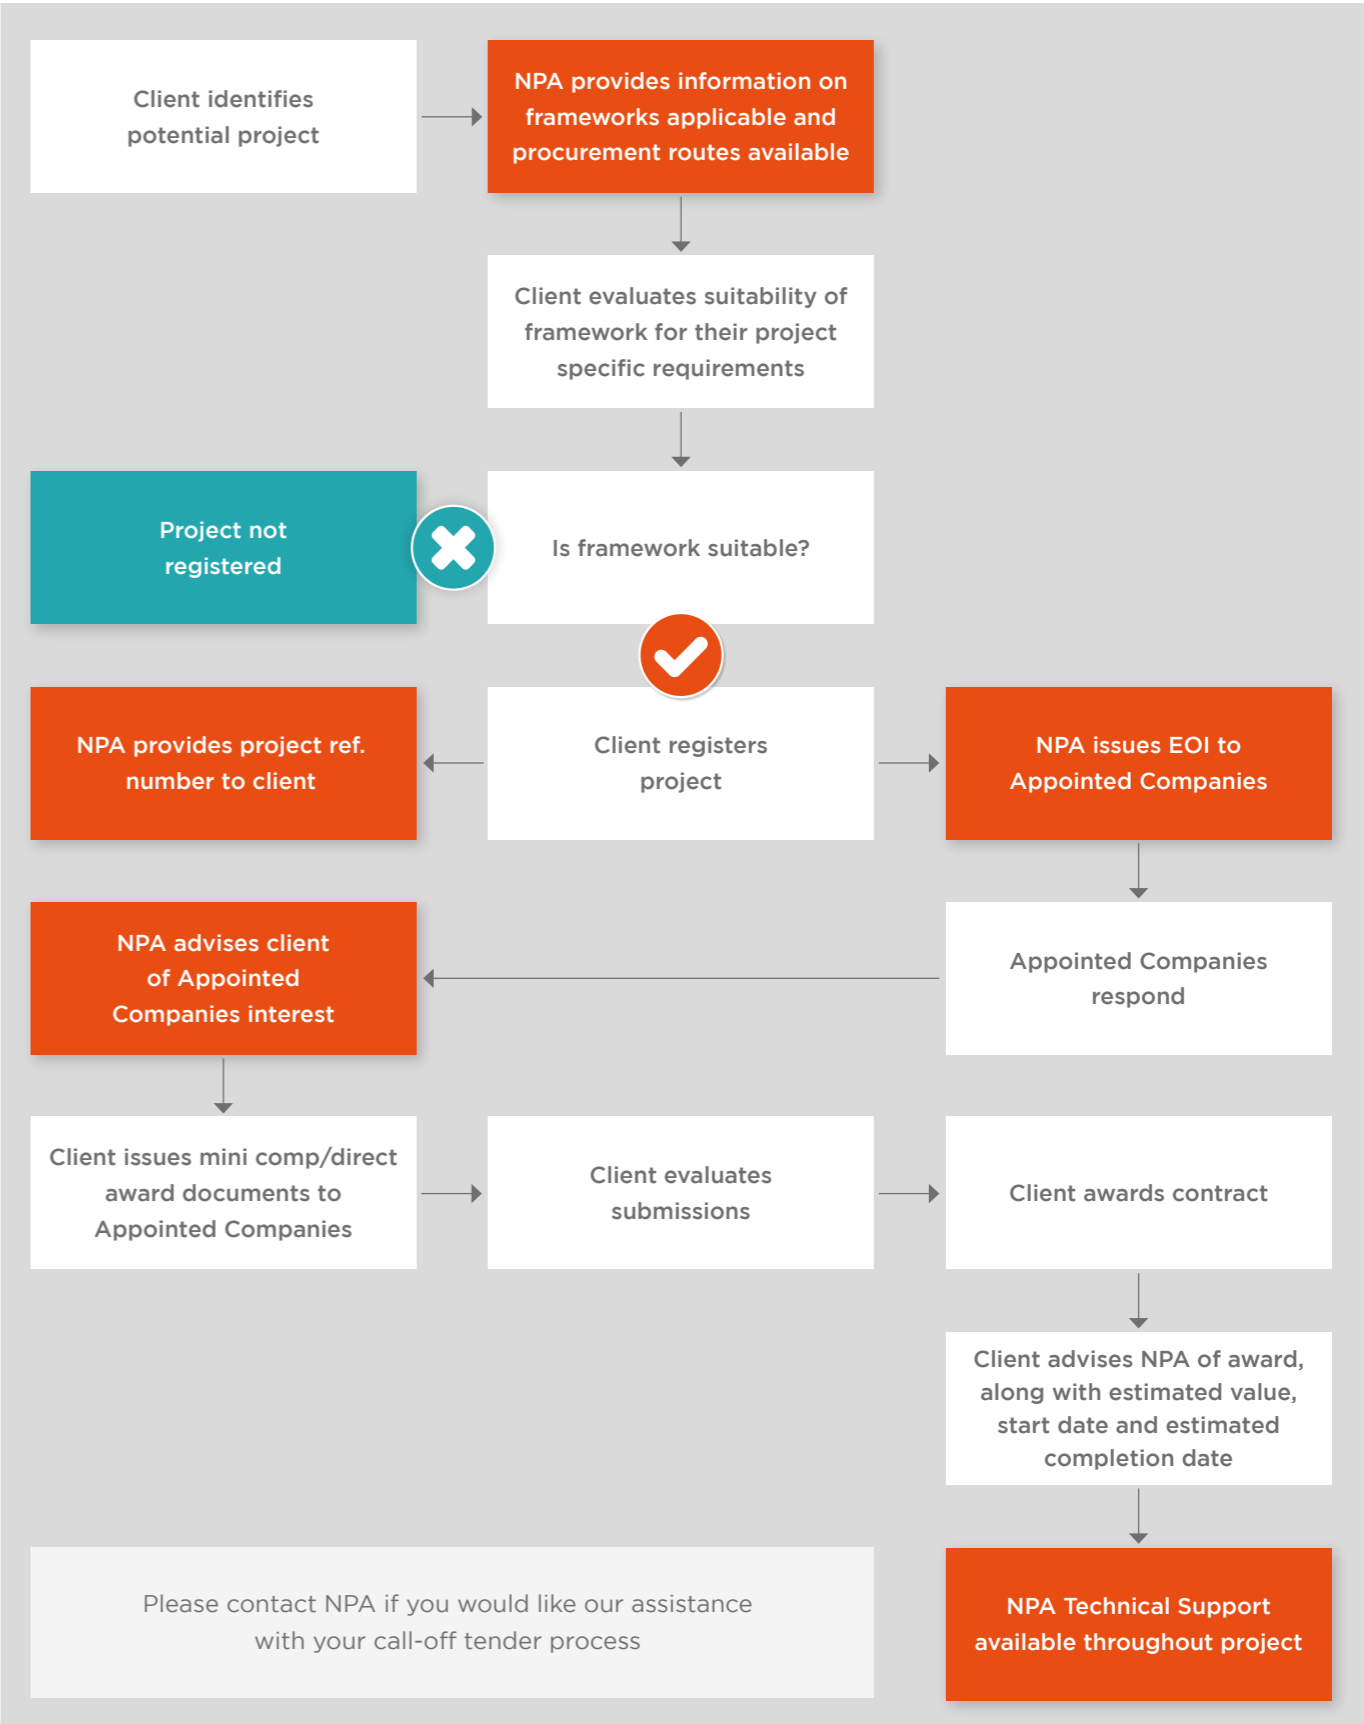 Client identifies
potential project
NPA provides information on
frameworks applicable and
procurement routes available
Client evaluates suitability of
framework for their project
specific requirements
Project not
registered
Is framework suitable?
NPA provides project ref.
number to client
Client registers
project
NPA issues EOI to
Appointed Companies
NPA advises client
of Appointed
Companies interest
Appointed Companies
respond
Client issues mini comp/direct
award documents to
Appointed Companies
Client evaluates
submissions
Client awards contract
Client advises NPA of award,
along with estimated value,
start date and estimated
completion date
Please contact NPA if you would like our assistance
with your call-off tender process
NPA Technical Support
available throughout project